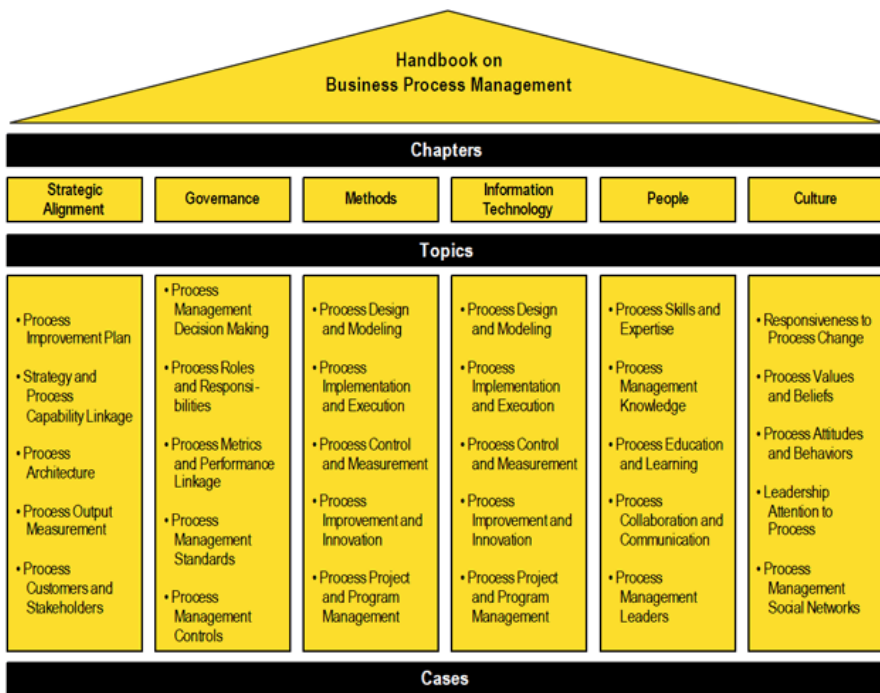 Handbook on
Business Process Management
Chapters
Strategic
Alignment
Governance
Methods
Information
Technology
People
Culture
Topics
• Process
Improvement Plan
• Strategy and
Process
Capability Linkage
• Process
Architecture
• Process Output
Measurement
• Process
Customers and
Stakeholders
• Process
Management
Decision Making
• Process Roles
and Responsi-
bilities
• Process Metrics
and Performance
Linkage
• Process
Management
Standards
• Process
Management
Controls
• Process Design
and Modeling
• Process
Implementation
and Execution
• Process Control
and Measurement
• Process
Improvement and
Innovation
• Process Project
and Program
Management
• Process Design
and Modeling
• Process
Implementation
and Execution
• Process Control
and Measurement
• Process
Improvement and
Innovation
• Process Project
and Program
Management
• Process Skills and
Expertise
• Process
Management
Knowledge
• Process Education
and Learning
• Process
Collaboration and
Communication
• Process
Management
Leaders
• Responsiveness to
Process Change
• Process Values
and Beliefs
• Process Attitudes
and Behaviors
• Leadership
Attention to
Process
• Process
Management
Social Networks
Cases